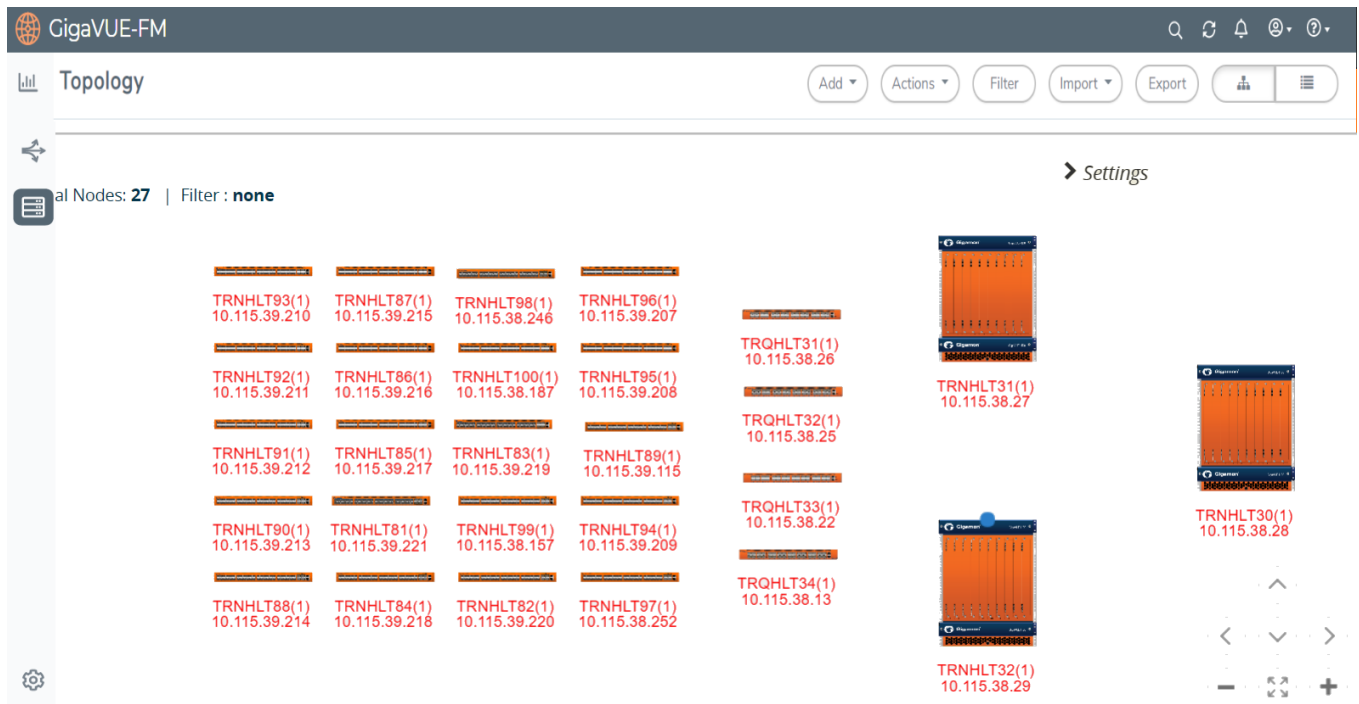 GigaVUE-FM
Topology
Add
Actions
Filter
Import
Export
Settings
al Nodes: 27 | Filter : none
TRNHLT93(1)
10.115.39.210
TRNHLT87(1)
10.115.39.215
TRNHLT98(1)
10.115.38.246
TRNHLT96(1)
10.115.39.207
TRNHLT92(1)
10.115.39.211
TRNHLT86(1)
10.115.39.216
TRNHLT100(1)
10.115.38.187
TRNHLT95(1)
10.115.39.208
TRNHLT91(1)
10.115.39.212
TRNHLT85(1)
10.115.39.217
TRNHLT83(1)
10.115.39.219
TRNHLT89(1)
10.115.39.115
TRNHLT90(1)
10.115.39.213
TRNHLT81(1)
10.115.39.221
TRNHLT99(1)
10.115.38.157
TRNHLT94(1)
10.115.39.209
TRNHLT88(1)
10.115.39.214
TRNHLT84(1)
10.115.39.218
TRNHLT82(1)
10.115.39.220
TRNHLT97(1)
10.115.38.252
TRQHLT31(1)
10.115.38.26
TRQHLT32(1)
10.115.38.25
TRQHLT33(1)
10.115.38.22
TRQHLT34(1)
10.115.38.13
Gigamon
Gigamon
TRNHLT31(1)
10.115.38.27
Gigamon
Gigamon
TRNHLT32(1)
10.115.38.29
Gigamon
Gigamon
TRNHLT30(1)
10.115.38.28